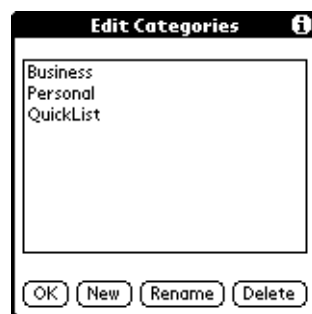 Edit Categories i
Business
Personal
QuickList
OK New Rename Delete